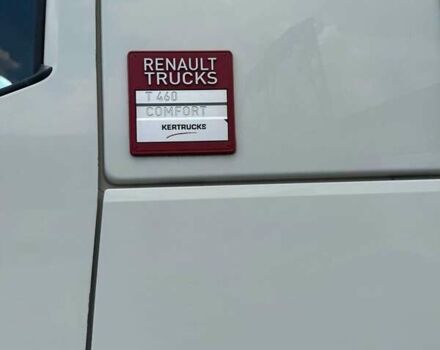 RENAULT
TRUCKS
T 460
COMFORT
KERTRUCKS